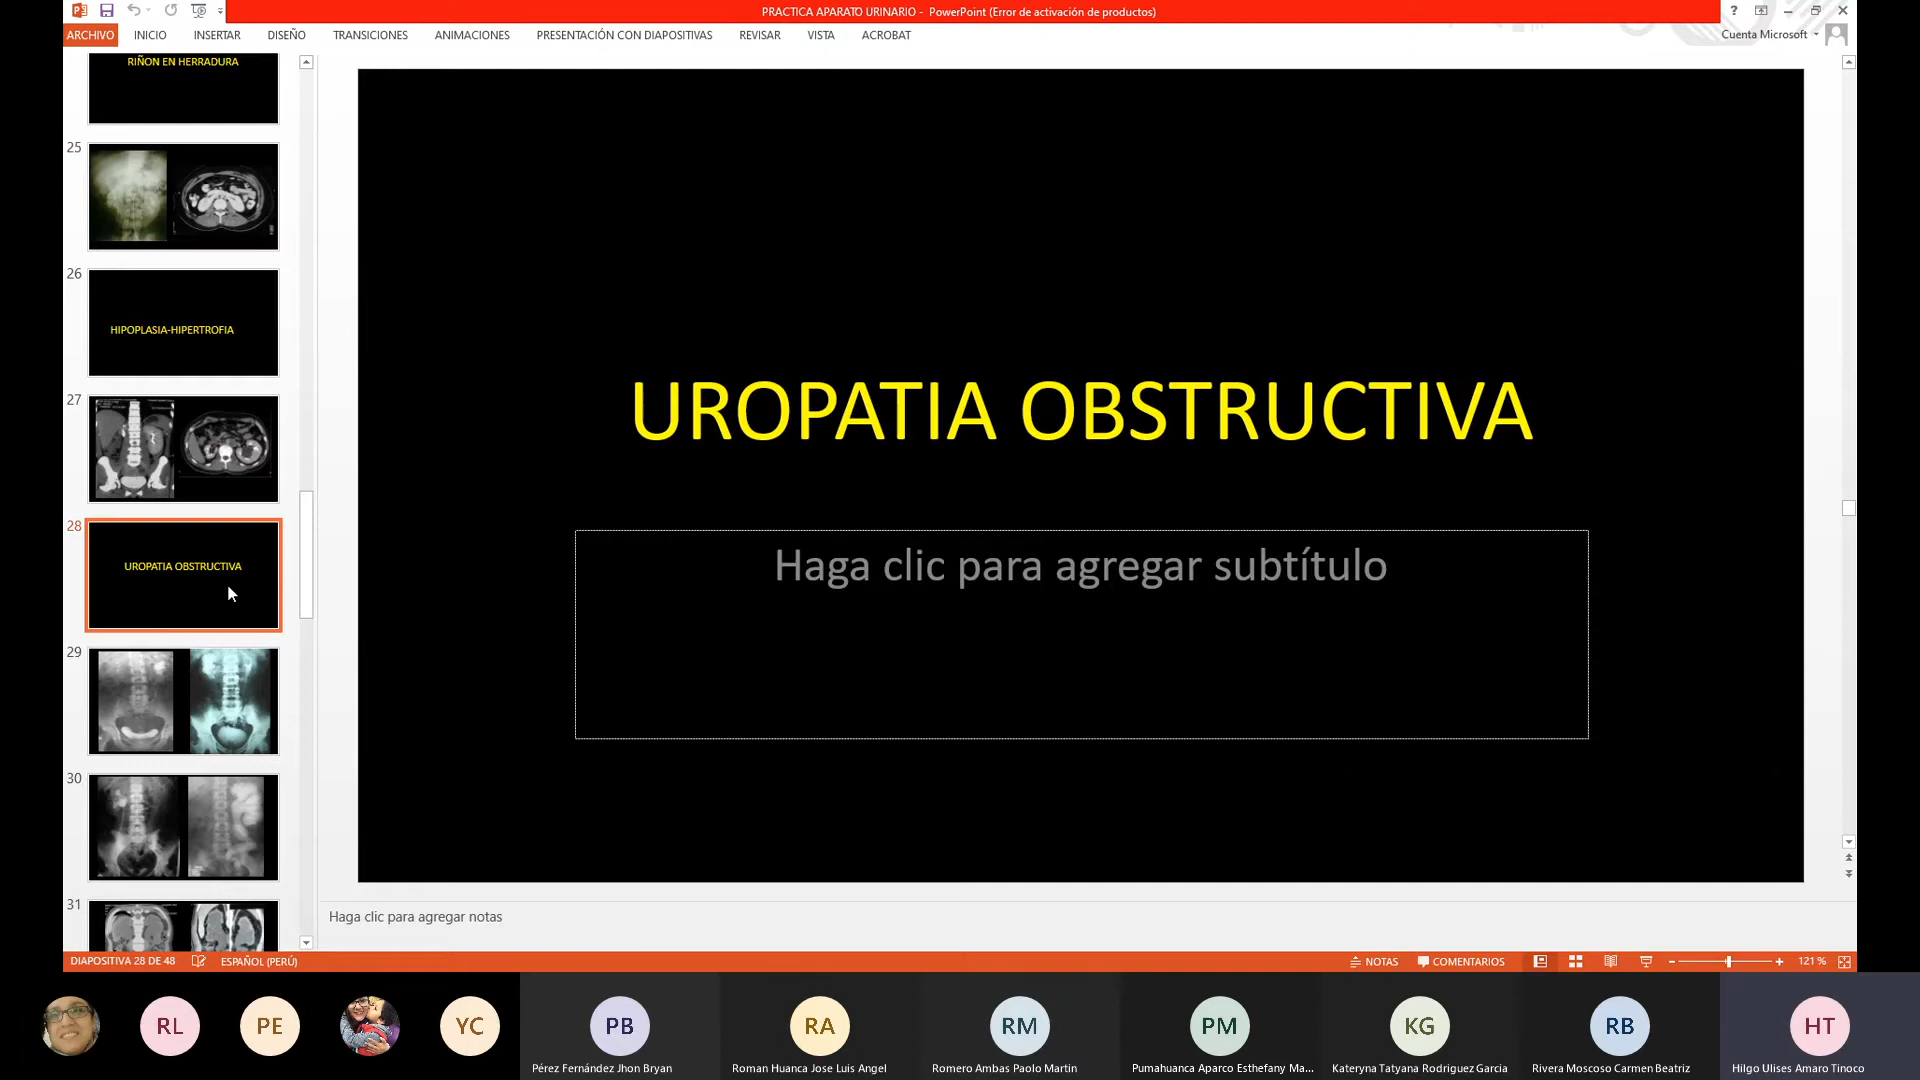 PRACTICA APARATO URINARIO - PowerPoint (Error de activación de productos)
?
ARCHIVO INICIO INSERTAR DISEÑO TRANSICIONES ANIMACIONES PRESENTACIÓN CON DIAPOSITIVAS REVISAR VISTA ACROBAT
Cuenta Microsoft
RIÑON EN HERRADURA
25
26
HIPOPLASIA-HIPERTROFIA
27
28
UROPATIA OBSTRUCTIVA
29
30
31
UROPATIA OBSTRUCTIVA
Haga clic para agregar subtítulo
Haga clic para agregar notas
DIAPOSITIVA 28 DE 48 ESPAÑOL (PERÚ) NOTAS COMENTARIOS 121 %
RL PE YC PB RA RM PM KG RB HT
Pérez Fernández Jhon Bryan Roman Huanca Jose Luis Angel Romero Ambas Paolo Martin Pumahuanca Aparco Esthefany Ma... Kateryna Tatyana Rodriguez Garcia Rivera Moscoso Carmen Beatriz Hilgo Ulises Amaro Tinoco